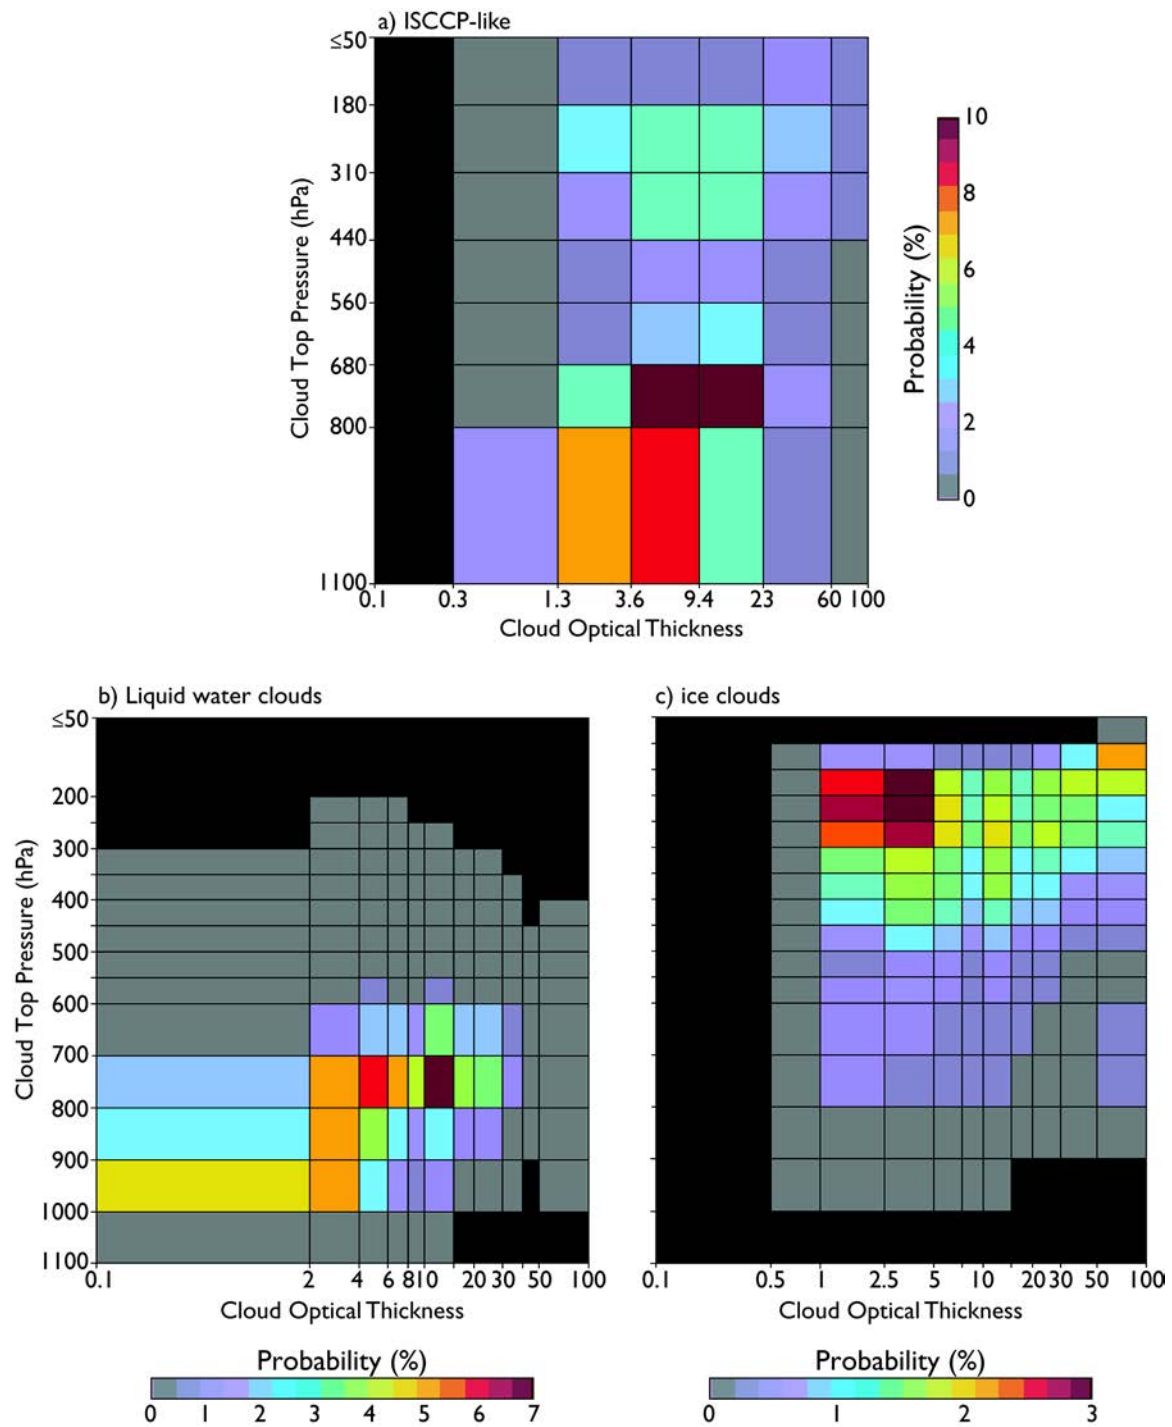 a) ISCCP-like
≤50
180
310
440
560
680
800
1100
Cloud Top Pressure (hPa)
0.1 0.3 1.3 3.6 9.4 23 60 100
Cloud Optical Thickness
10
8
6
4
2
0
Probability (%)
b) Liquid water clouds
≤50
200
300
400
500
600
700
800
900
1000
1100
Cloud Top Pressure (hPa)
0.1 2 4 6 8 10 20 30 50 100
Cloud Optical Thickness
Probability (%)
0 1 2 3 4 5 6 7
c) ice clouds
0.1 0.5 1 2.5 5 10 20 30 50 100
Cloud Optical Thickness
Probability (%)
0 1 2 3